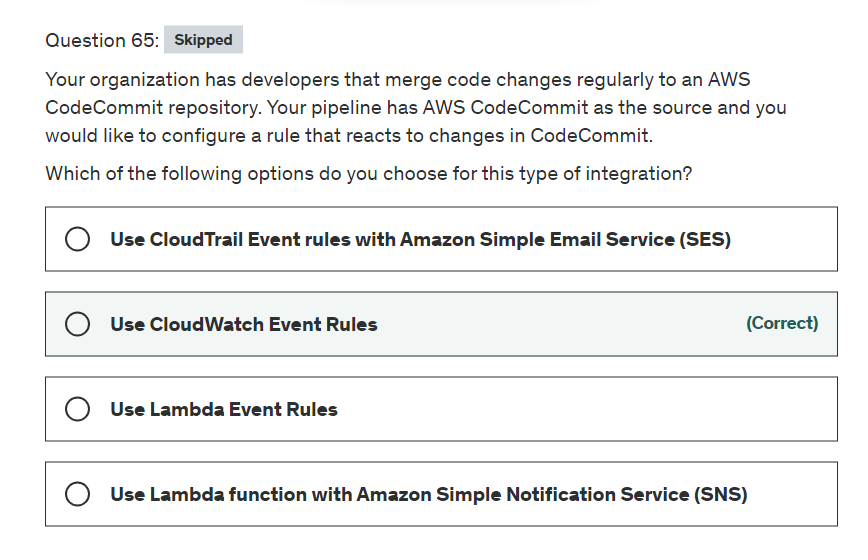 Question 65: Skipped
Your organization has developers that merge code changes regularly to an AWS
CodeCommit repository. Your pipeline has AWS CodeCommit as the source and you
would like to configure a rule that reacts to changes in CodeCommit.
Which of the following options do you choose for this type of integration?
Use CloudTrail Event rules with Amazon Simple Email Service (SES)
Use CloudWatch Event Rules (Correct)
Use Lambda Event Rules
Use Lambda function with Amazon Simple Notification Service (SNS)